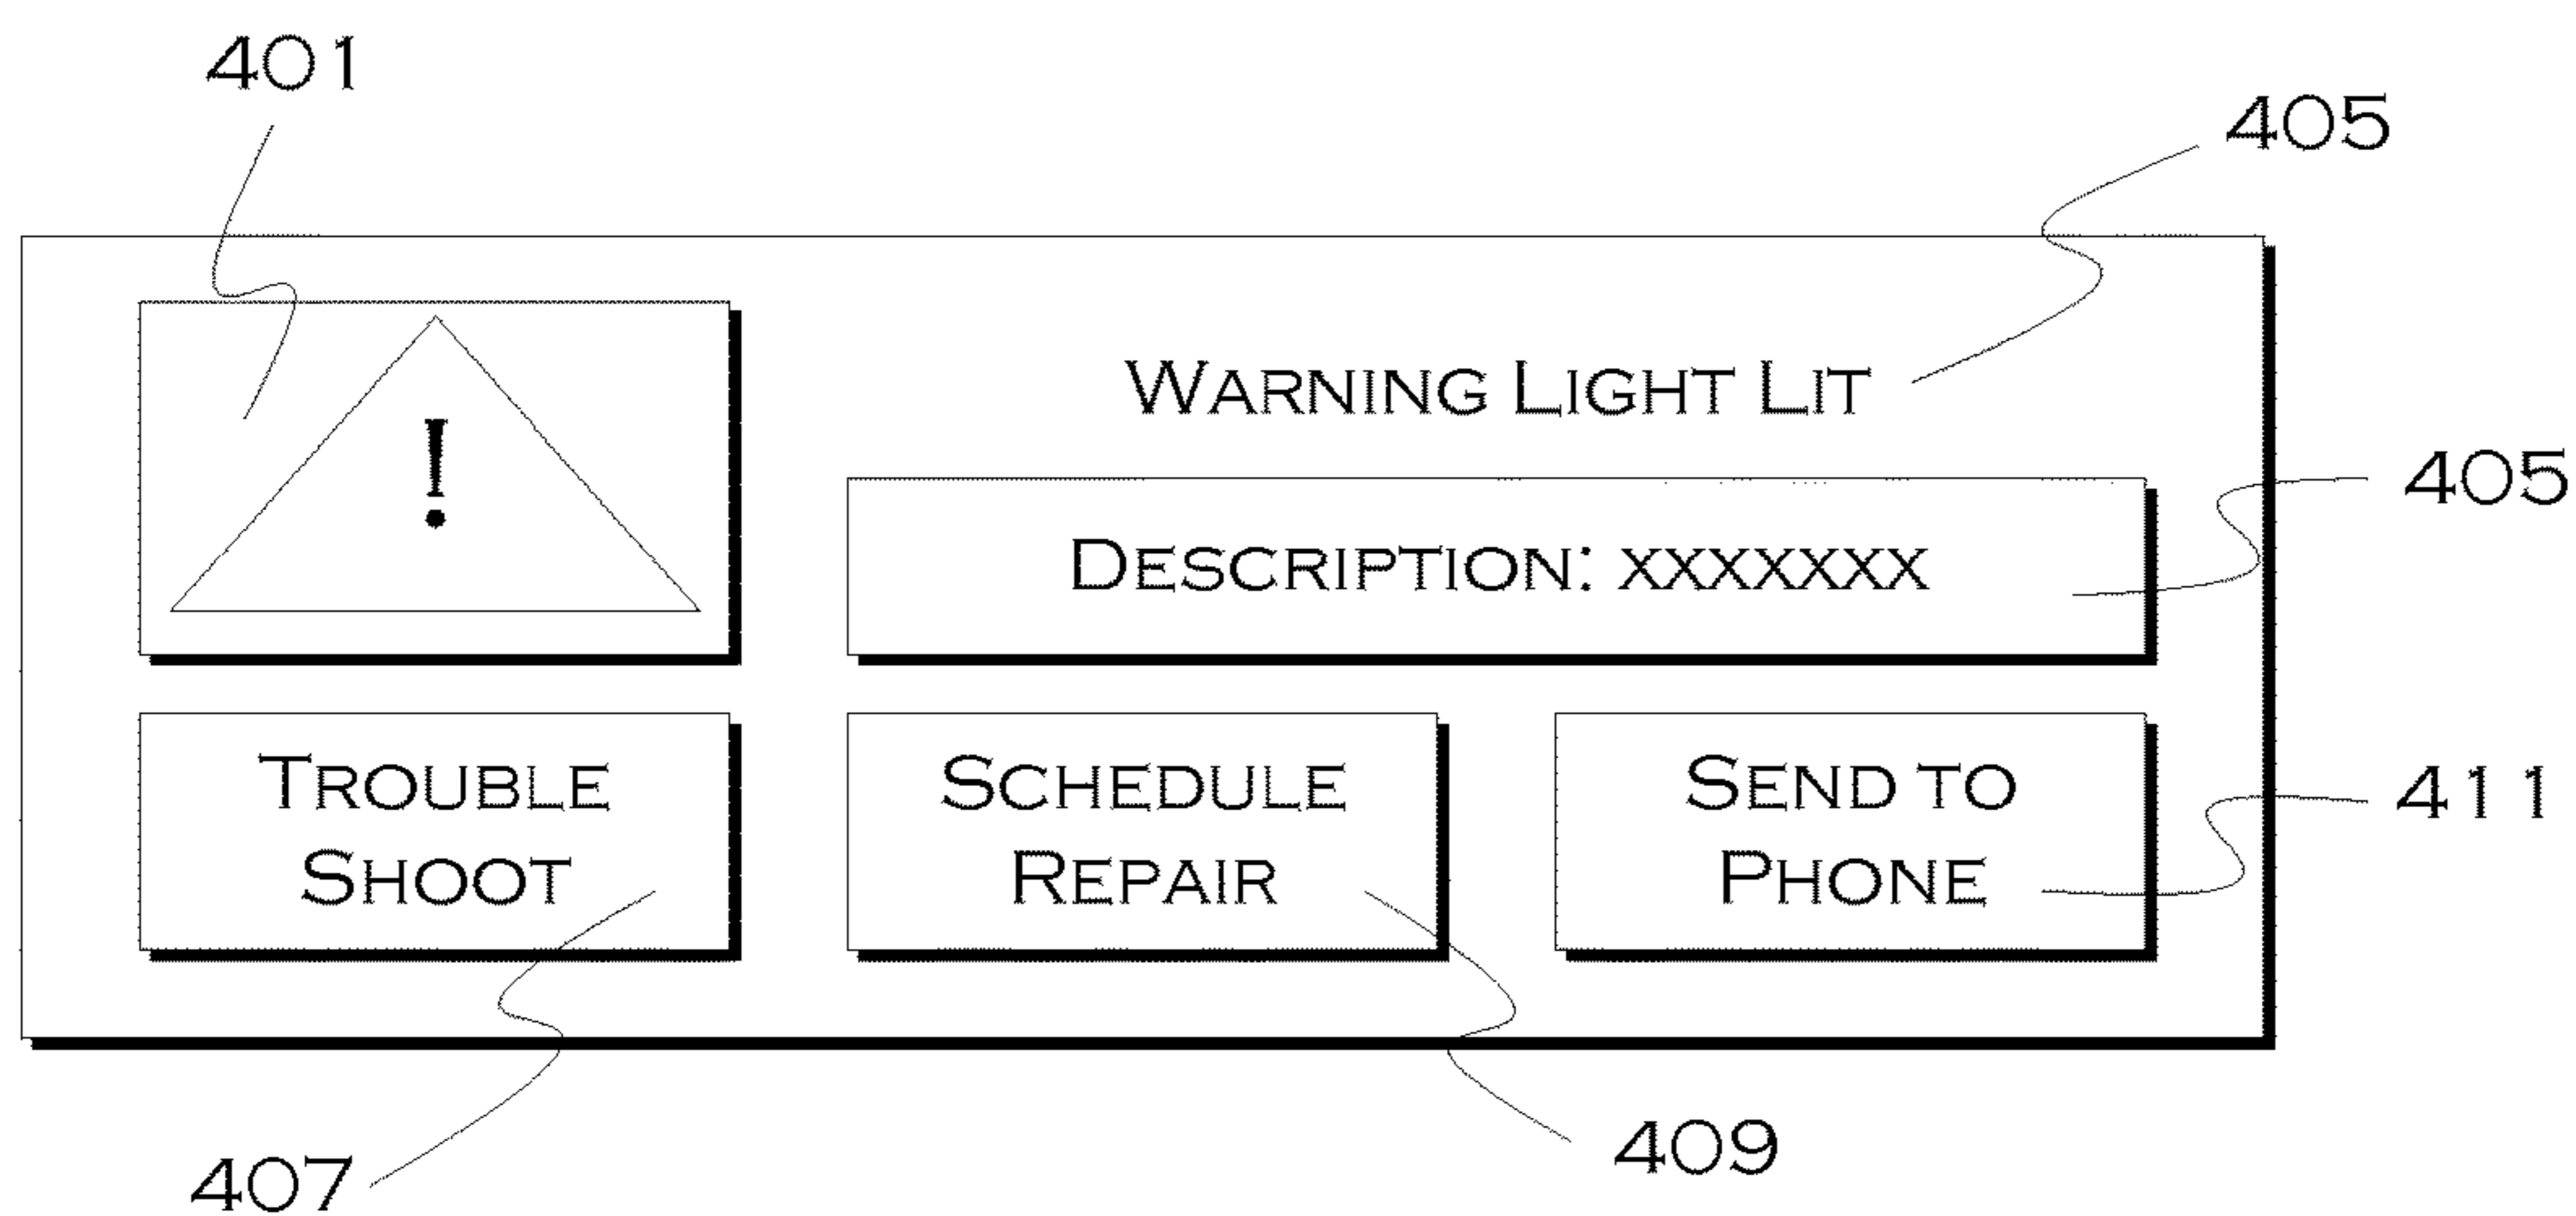 401
405
!
WARNING LIGHT LIT
405
DESCRIPTION: XXXXXXX
TROUBLE
SHOOT
SCHEDULE
REPAIR
SEND TO
PHONE
411
407
409